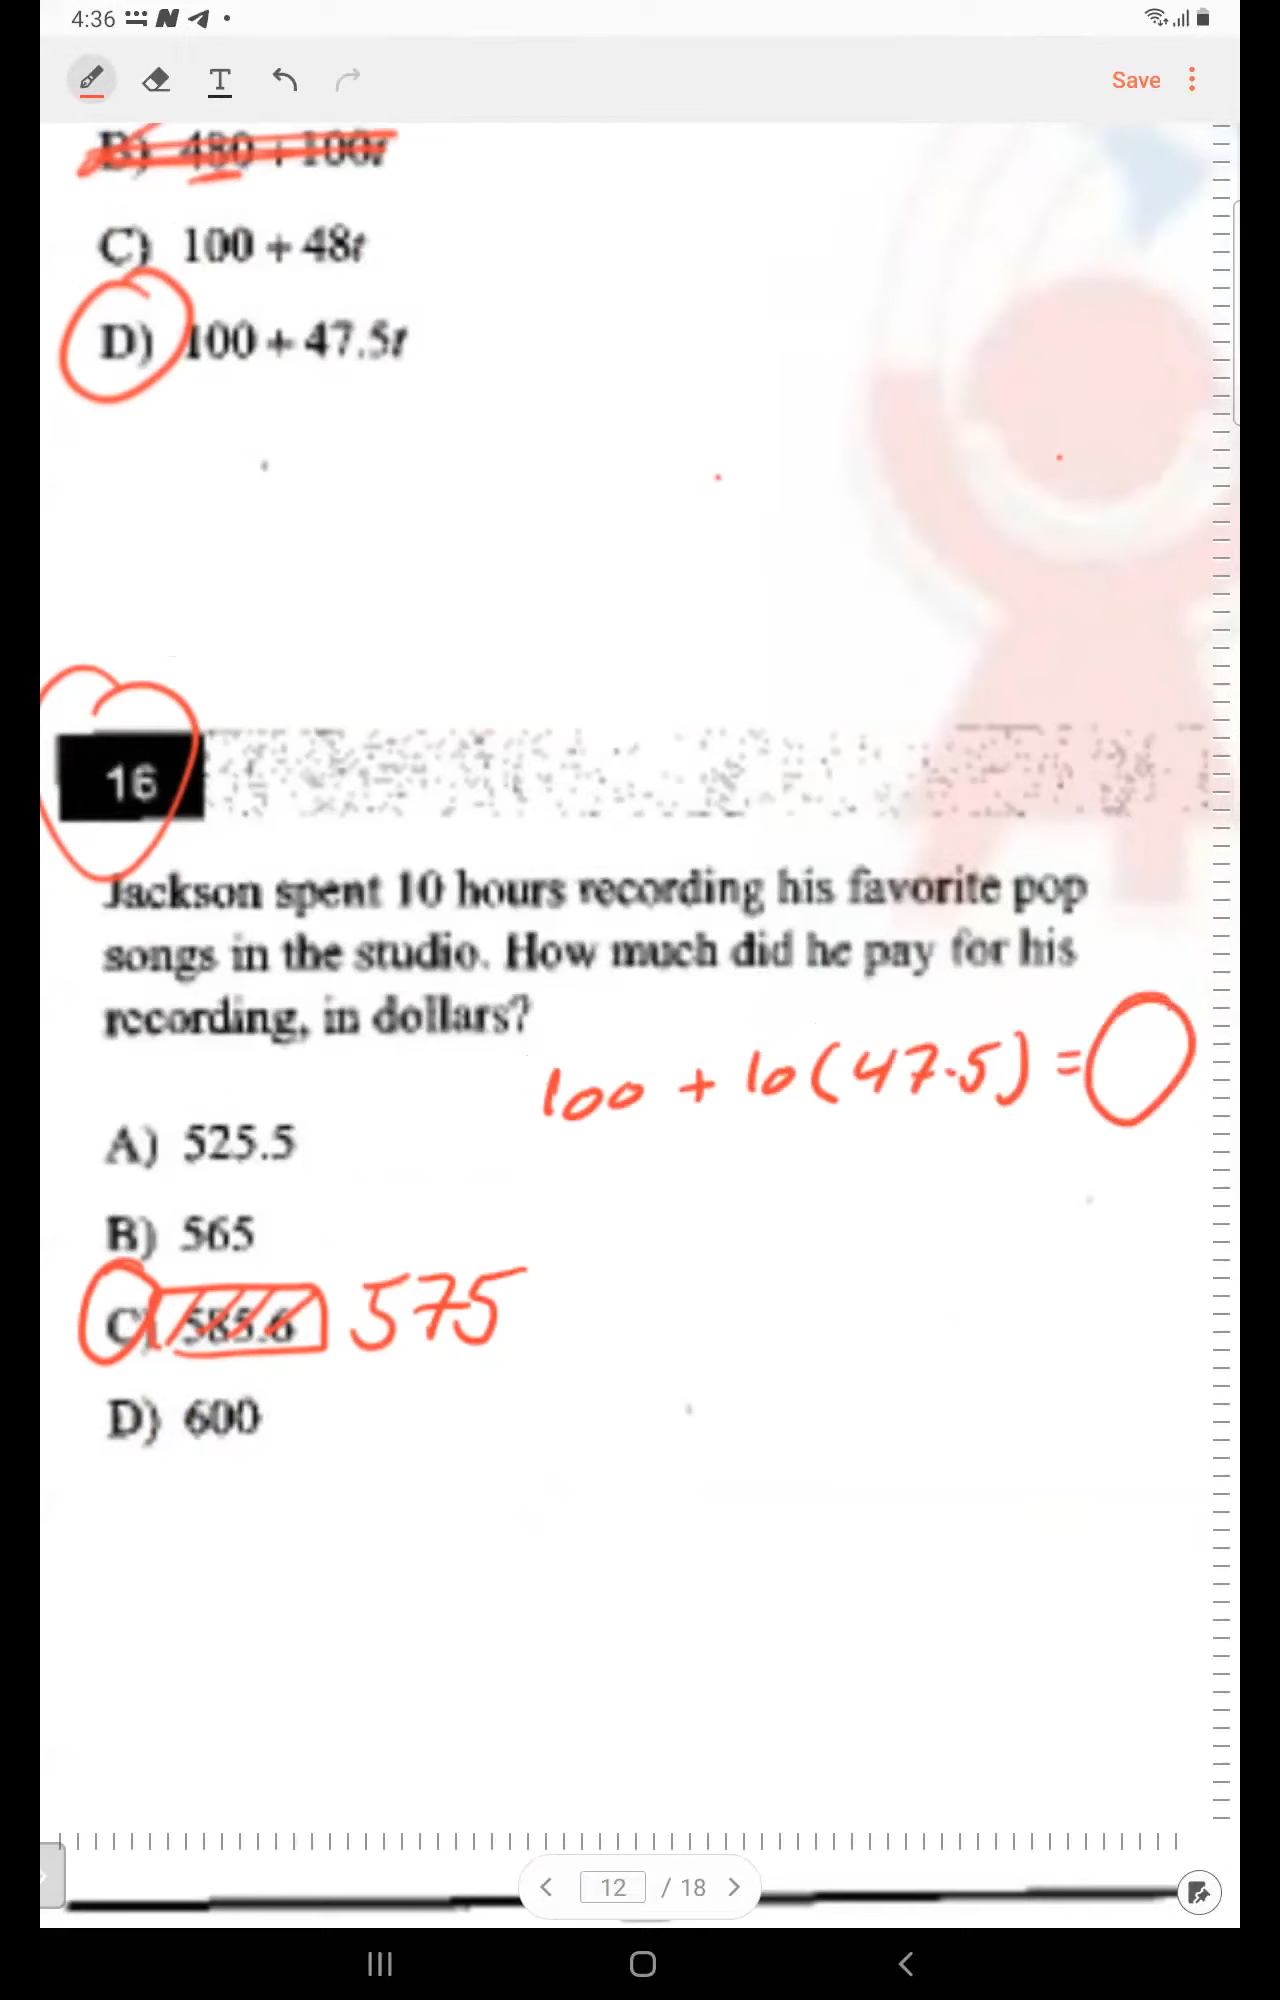 4:36
Save
B) 480 + 100t
C) 100 + 48t
D) 100 + 47.5t
16
Jackson spent 10 hours recording his favorite pop
songs in the studio. How much did he pay for his
recording, in dollars?
100 + 10(47.5) =
A) 525.5
B) 565
C) 585.6 575
D) 600
12 / 18